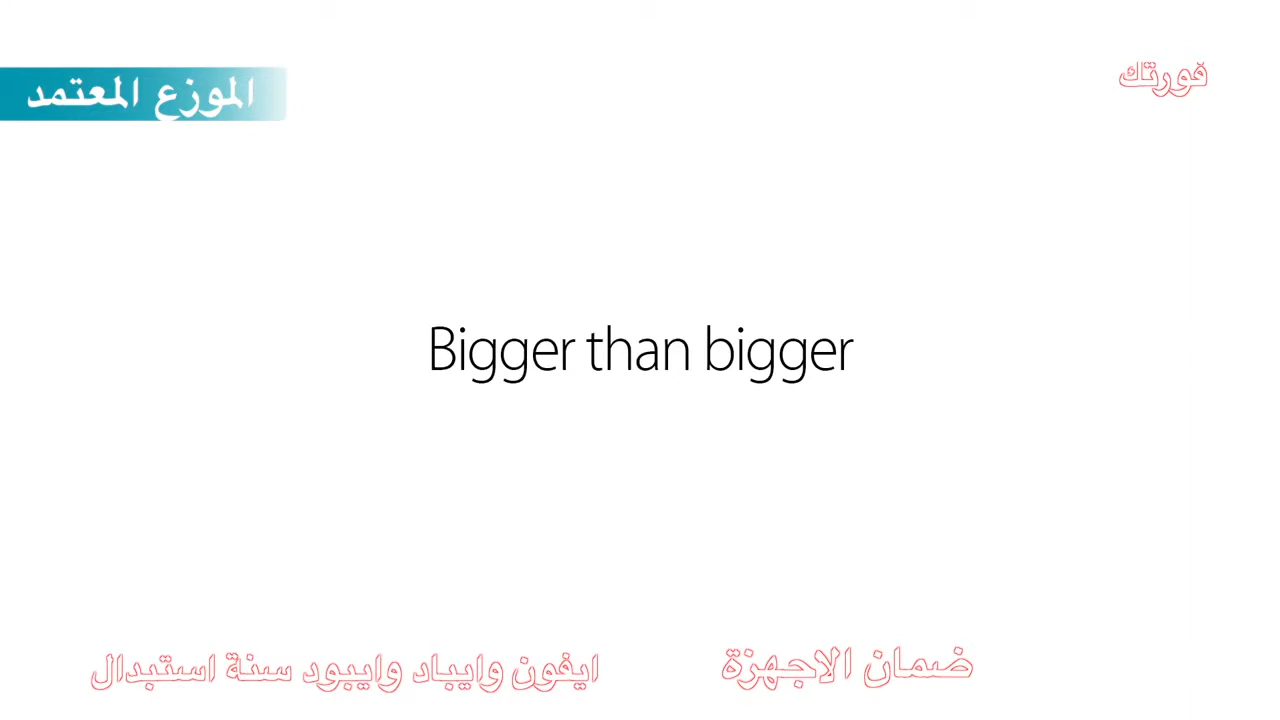 فورتك
الموزع المعتمد
Bigger than bigger
ضمان الاجهزة
ايفون وايباد وايبود سنة استبدال